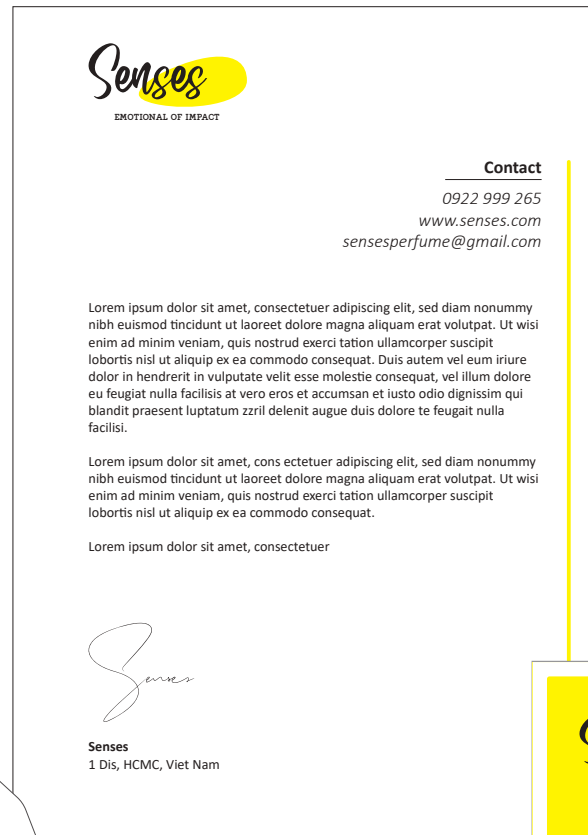 Senses
EMOTIONAL OF IMPACT
Contact
0922 999 265
www.senses.com
sensesperfume@gmail.com
Lorem ipsum dolor sit amet, consectetuer adipiscing elit, sed diam nonummy
nibh euismod tincidunt ut laoreet dolore magna aliquam erat volutpat. Ut wisi
enim ad minim veniam, quis nostrud exerci tation ullamcorper suscipit
lobortis nisl ut aliquip ex ea commodo consequat. Duis autem vel eum iriure
dolor in hendrerit in vulputate velit esse molestie consequat, vel illum dolore
eu feugiat nulla facilisis at vero eros et accumsan et iusto odio dignissim qui
blandit praesent luptatum zzril delenit augue duis dolore te feugait nulla
facilisi.
Lorem ipsum dolor sit amet, cons ectetuer adipiscing elit, sed diam nonummy
nibh euismod tincidunt ut laoreet dolore magna aliquam erat volutpat. Ut wisi
enim ad minim veniam, quis nostrud exerci tation ullamcorper suscipit
lobortis nisl ut aliquip ex ea commodo consequat.
Lorem ipsum dolor sit amet, consectetuer
Senses
Senses
1 Dis, HCMC, Viet Nam